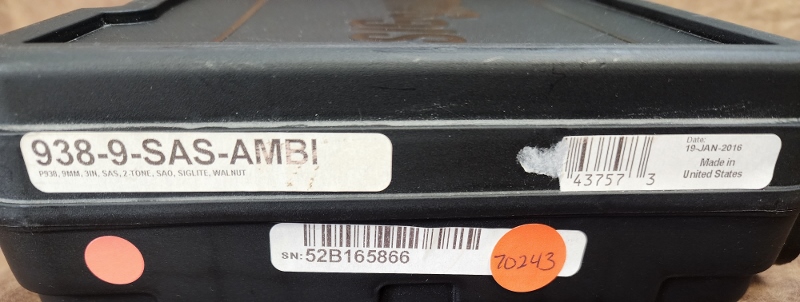 938-9-SAS-AMBI
P938, 9MM, 3IN, SAS, 2-TONE, SAO, SIGLITE, WALNUT
43757 3
Date:
19-JAN-2016
Made in
United States
SN: 52B165866
70243